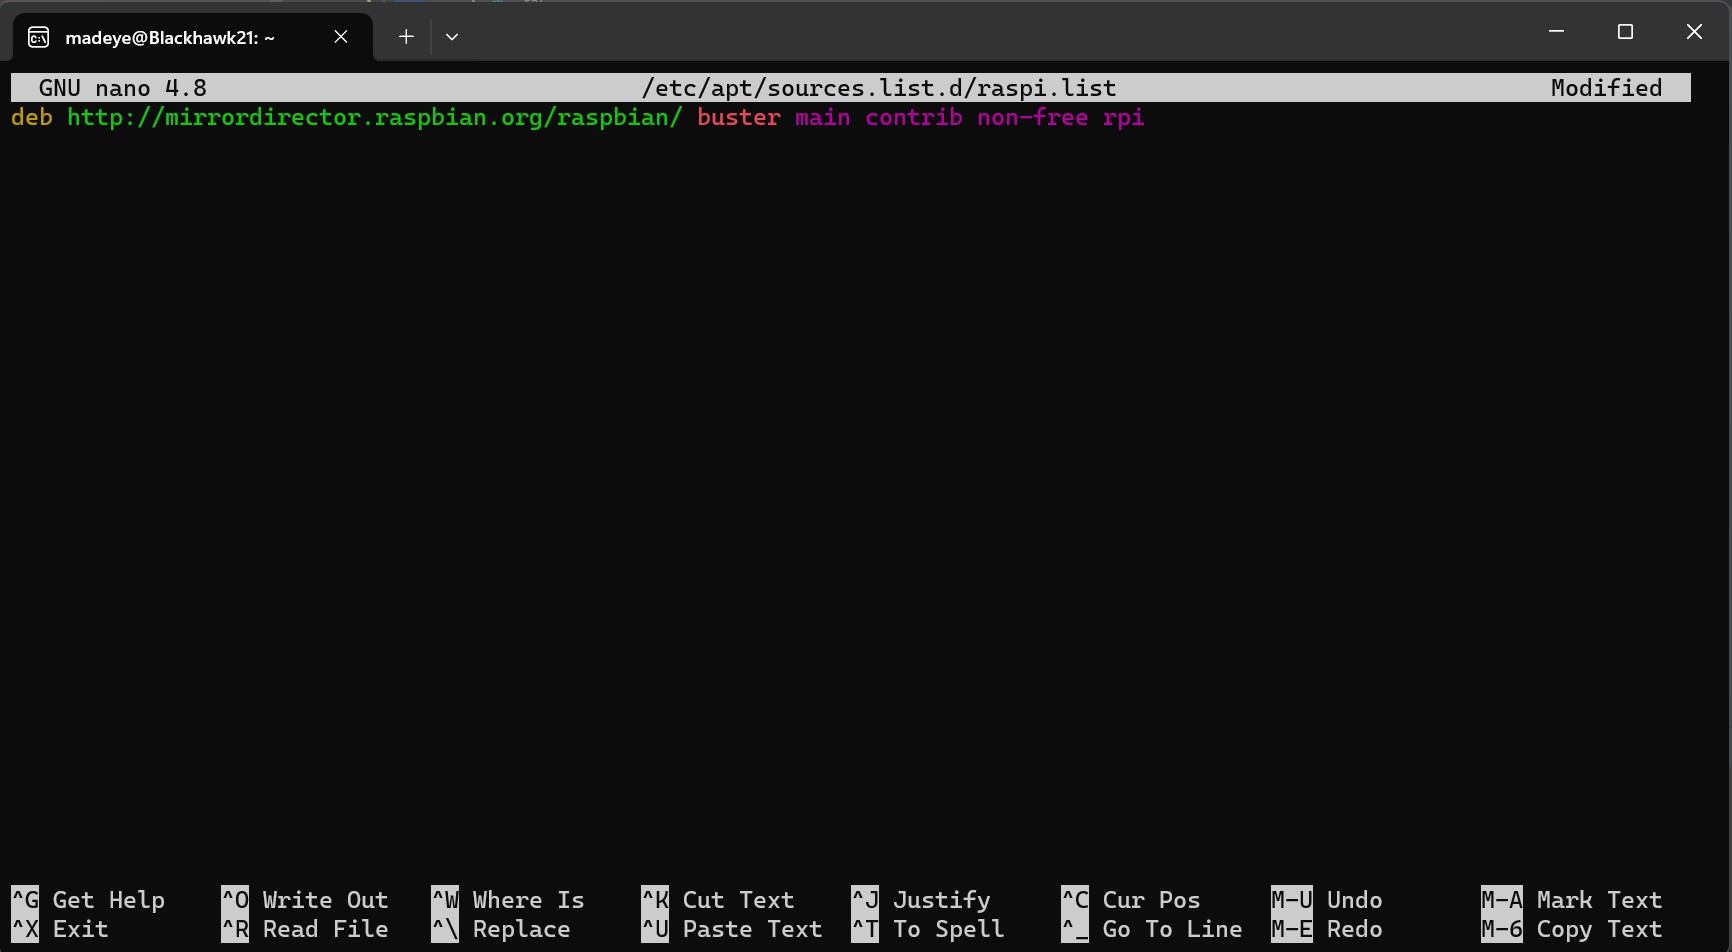 madeye@Blackhawk21: ~
GNU nano 4.8 /etc/apt/sources.list.d/raspi.list Modified
deb http://mirrordirector.raspbian.org/raspbian/ buster main contrib non-free rpi
^G Get Help ^O Write Out ^W Where Is ^K Cut Text ^J Justify ^C Cur Pos M-U Undo M-A Mark Text
^X Exit ^R Read File ^\ Replace ^U Paste Text ^T To Spell ^_ Go To Line M-E Redo M-6 Copy Text